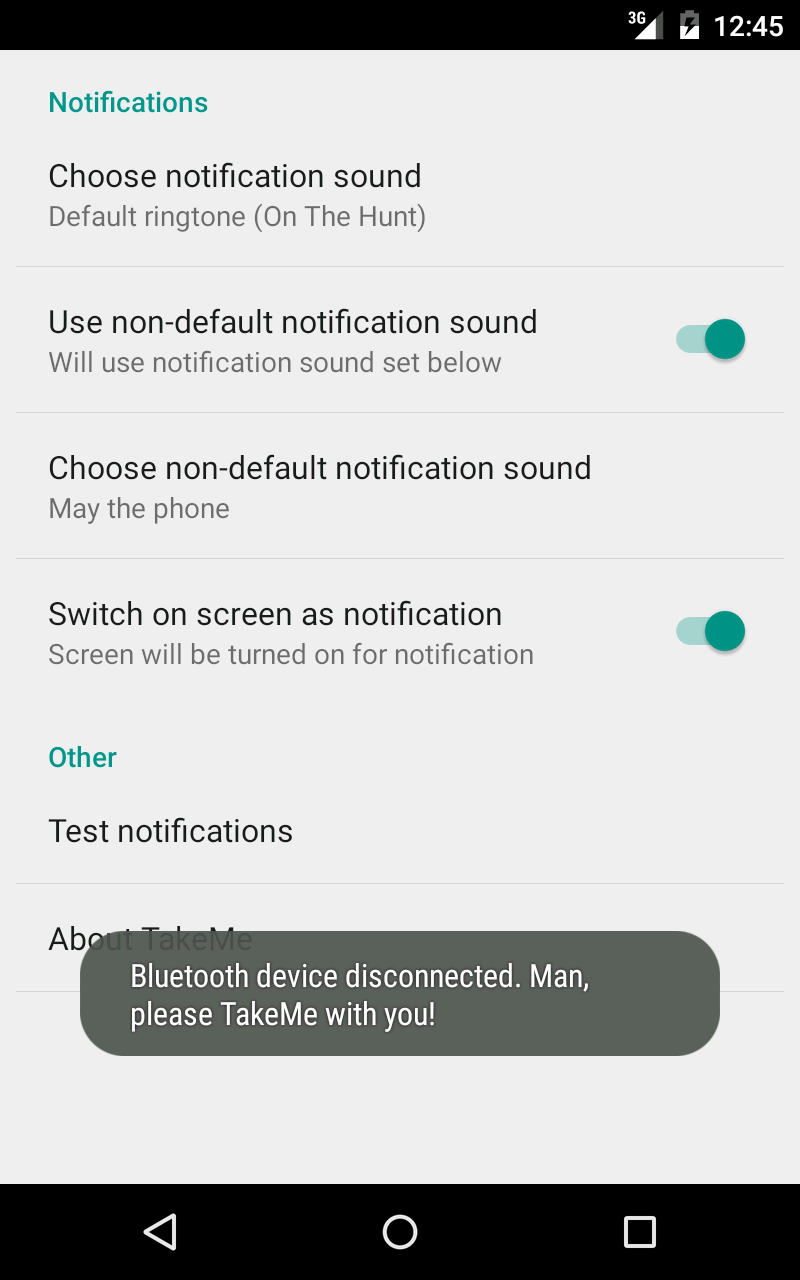 3G
12:45
Notifications
Choose notification sound
Default ringtone (On The Hunt)
Use non-default notification sound
Will use notification sound set below
Choose non-default notification sound
May the phone
Switch on screen as notification
Screen will be turned on for notification
Other
Test notifications
About TakeMe
Bluetooth device disconnected. Man,
please TakeMe with you!